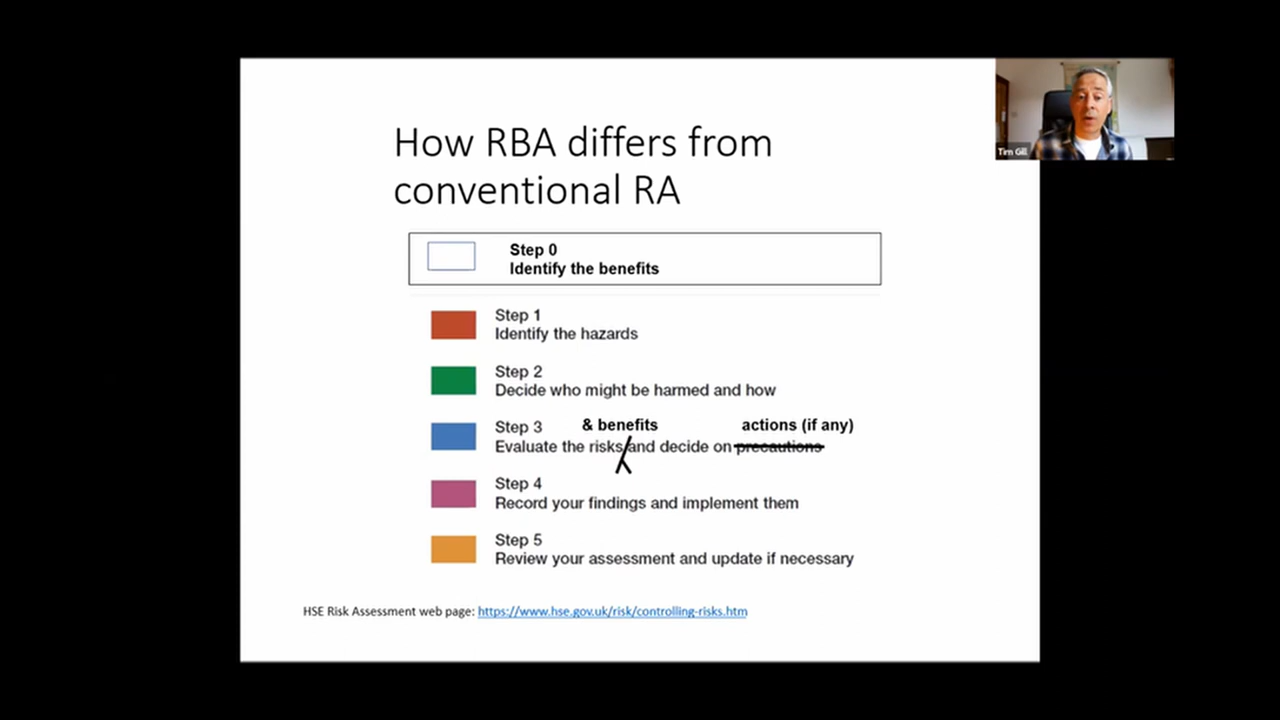 How RBA differs from
conventional RA
Step 0
Identify the benefits
Step 1
Identify the hazards
Step 2
Decide who might be harmed and how
Step 3
& benefits actions (if any)
Evaluate the risks and decide on precautions
Step 4
Record your findings and implement them
Step 5
Review your assessment and update if necessary
HSE Risk Assessment web page: https://www.hse.gov.uk/risk/controlling-risks.htm
Tim Gill